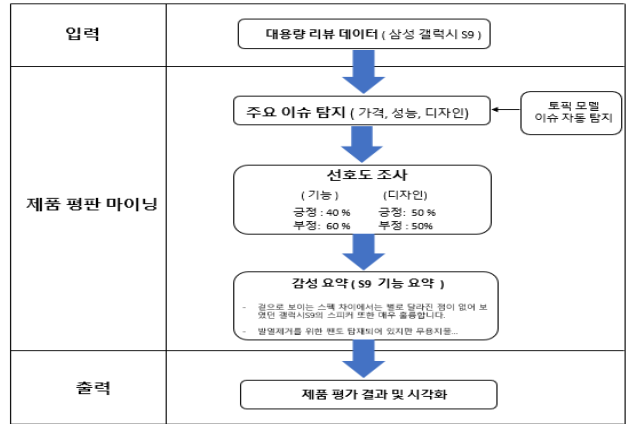 입력
대용량 리뷰 데이터 ( 삼성 갤럭시 S9 )
주요 이슈 탐지 ( 가격, 성능, 디자인)
토픽 모델
이슈 자동 탐지
제품 평판 마이닝
선호도 조사
( 기능 ) (디자인)
긍정 : 40 % 긍정: 50 %
부정: 60 % 부정: 50%
감성 요약 ( S9 기능 요약 )
- 겉으로 보이는 스펙 차이에서는 별로 달라진 점이 없어 보
였던 갤럭시S9의 스피커 또한 매우 훌륭합니다.
- 발열제거를 위한 팬도 탑재되어 있지만 무용지물...
출력
제품 평가 결과 및 시각화